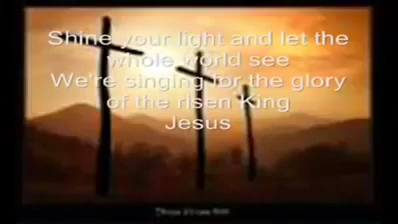 Shine your light and let the
whole world see
We're singing for the glory
of the risen King
Jesus